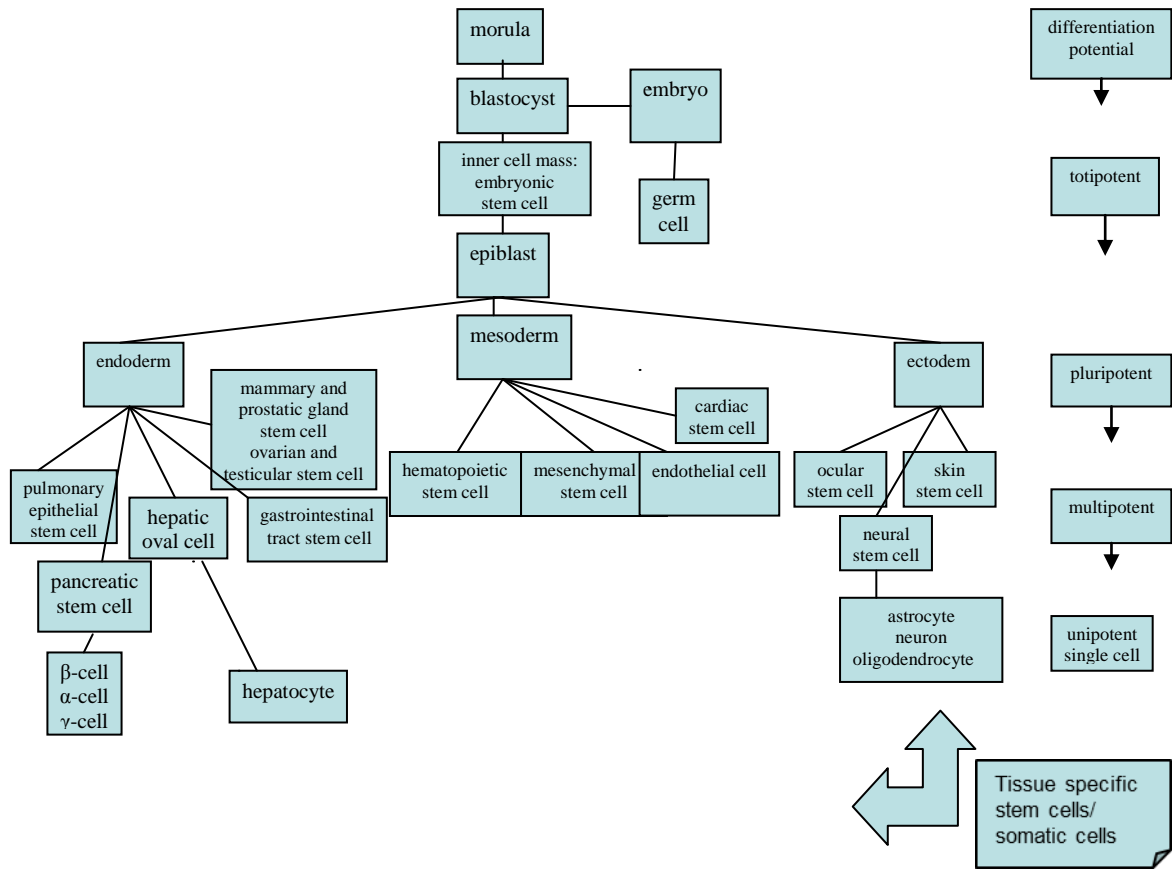 morula
differentiation
potential
blastocyst
embryo
inner cell mass:
embryonic
stem cell
totipotent
germ
cell
epiblast
mesoderm
endoderm
ectodem
pluripotent
mammary and
prostatic gland
stem cell
ovarian and
testicular stem cell
cardiac
stem cell
hematopoietic
stem cell
mesenchymal
stem cell
endothelial cell
ocular
stem cell
skin
stem cell
pulmonary
epithelial
stem cell
hepatic
oval cell
gastrointestinal
tract stem cell
multipotent
neural
stem cell
pancreatic
stem cell
astrocyte
neuron
oligodendrocyte
unipotent
single cell
β-cell
α-cell
γ-cell
hepatocyte
Tissue specific
stem cells/
somatic cells